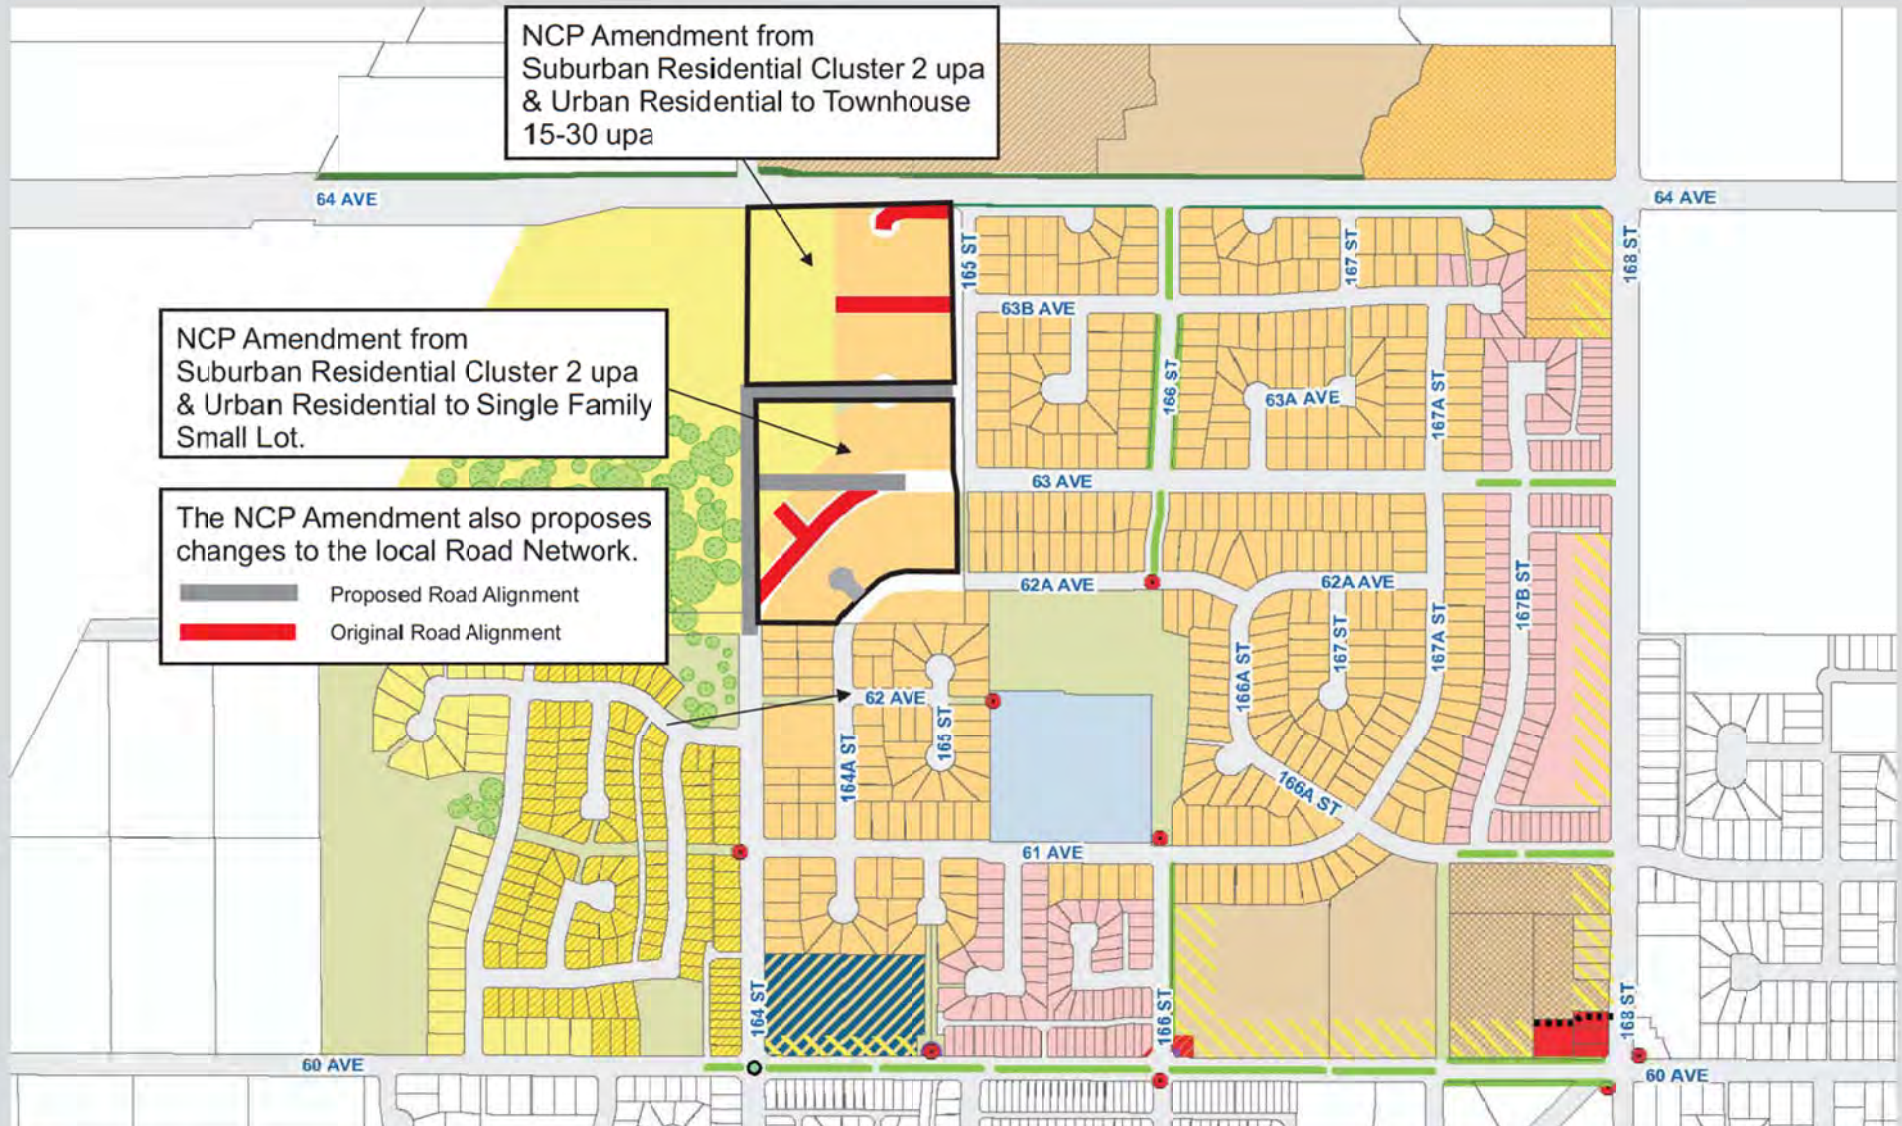 NCP Amendment from
Suburban Residential Cluster 2 upa
& Urban Residential to Townhouse
15-30 upa
64 AVE
64 AVE
165 ST
167 ST
168 ST
63B AVE
NCP Amendment from
Suburban Residential Cluster 2 upa
& Urban Residential to Single Family
Small Lot.
166 ST
63A AVE
167A ST
63 AVE
The NCP Amendment also proposes
changes to the local Road Network.
Proposed Road Alignment
Original Road Alignment
62A AVE
62A AVE
167B ST
166A ST
167 ST
167A ST
62 AVE
165 ST
164A ST
166A ST
61 AVE
164 ST
166 ST
168 ST
60 AVE
60 AVE